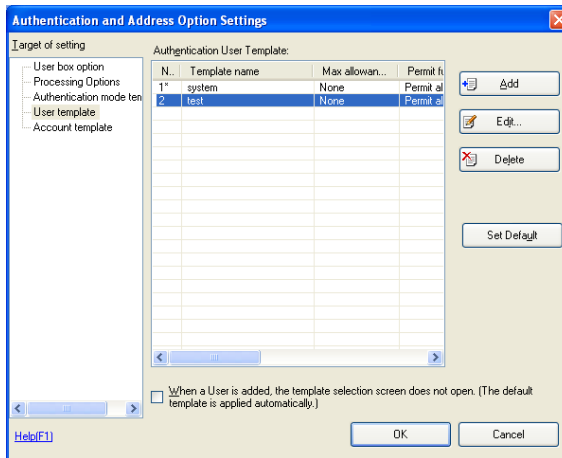 Authentication and Address Option Settings
Target of setting
User box option
Processing Options
Authentication mode ten
User template
Account template
Authentication User Template:
N.. Template name Max allowan... Permit fu
1* system None Permit al
2 test None Permit al
Add
Edit...
Delete
Set Default
When a User is added, the template selection screen does not open. (The default
template is applied automatically.)
Help(F1)
OK
Cancel